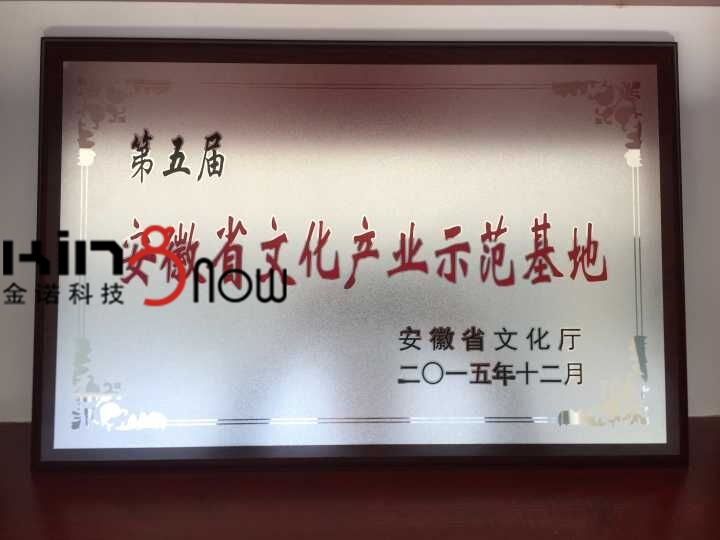 第五届
安徽省文化产业示范基地
King8now
金诺科技
安徽省文化厅
二〇一五年十二月